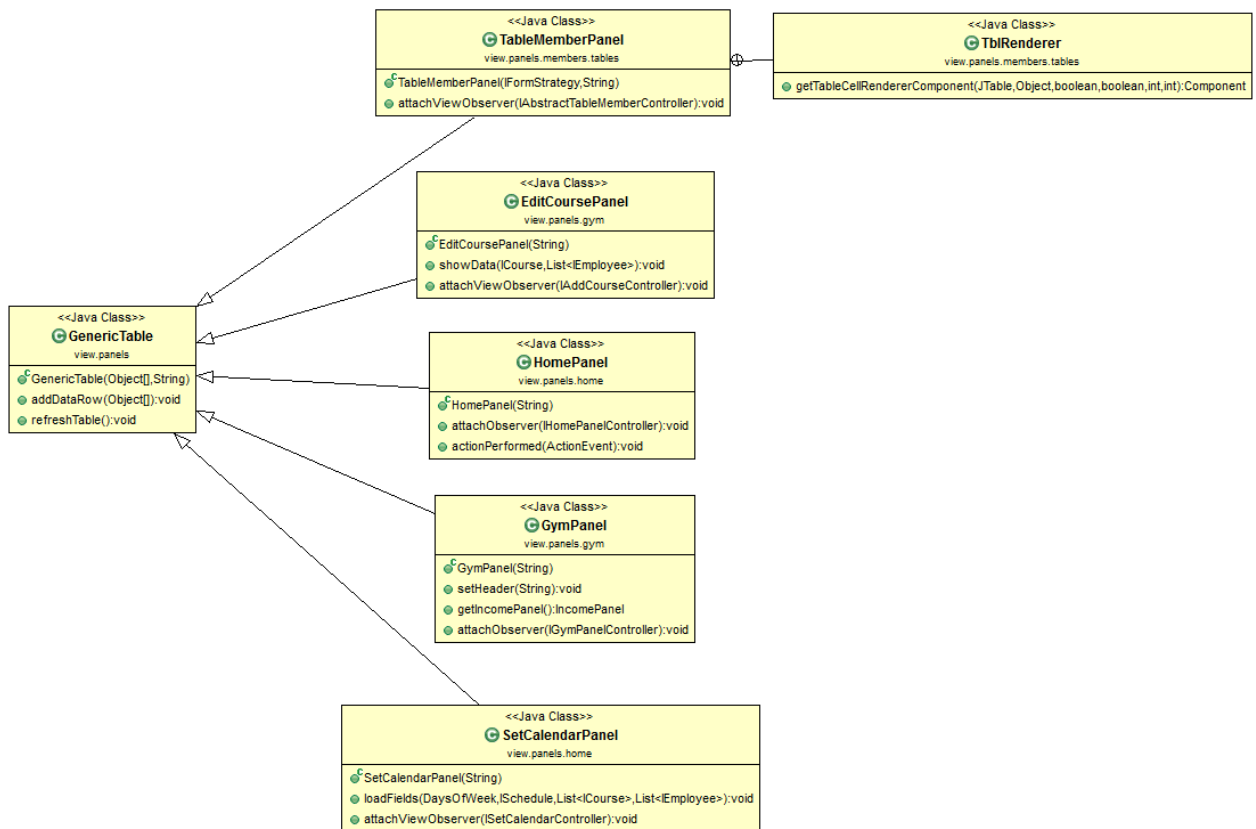 <<Java Class>>
TableMemberPanel
view.panels.members.tables
TableMemberPanel(IFormStrategy,String)
attachViewObserver(IAbstractTableMemberController):void
<<Java Class>>
TblRenderer
view.panels.members.tables
getTableCellRendererComponent(JTable,Object,boolean,boolean,int,int):Component
<<Java Class>>
EditCoursePanel
view.panels.gym
EditCoursePanel(String)
showData(ICourse,List<IEmployee>):void
attachViewObserver(IAddCourseController):void
<<Java Class>>
GenericTable
view.panels
GenericTable(Object[],String)
addDataRow(Object[]):void
refreshTable():void
<<Java Class>>
HomePanel
view.panels.home
HomePanel(String)
attachObserver(IHomePanelController):void
actionPerformed(ActionEvent):void
<<Java Class>>
GymPanel
view.panels.gym
GymPanel(String)
setHeader(String):void
getIncomePanel():IncomePanel
attachObserver(IGymPanelController):void
<<Java Class>>
SetCalendarPanel
view.panels.home
SetCalendarPanel(String)
loadFields(DaysOfWeek,ISchedule,List<ICourse>,List<IEmployee>):void
attachViewObserver(ISetCalendarController):void